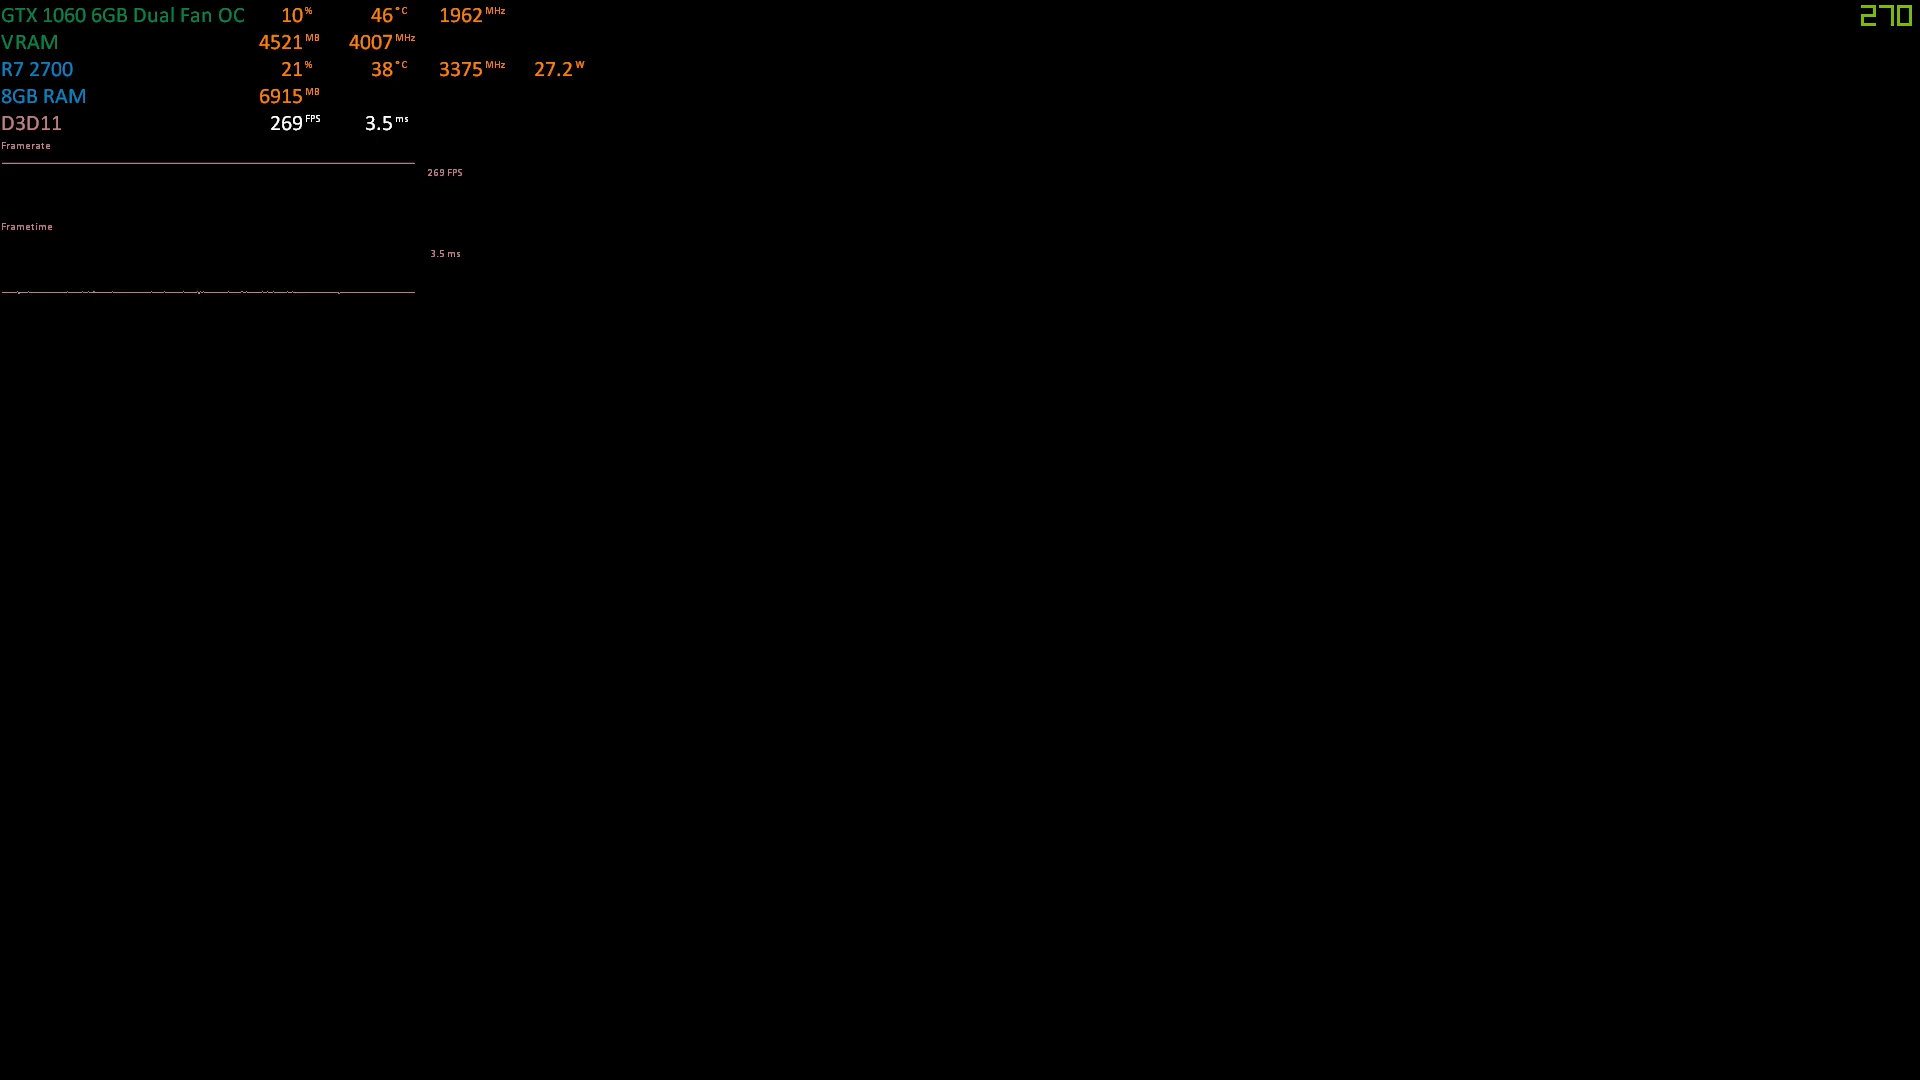 GTX 1060 6GB Dual Fan OC 10 % 46 °C 1962 MHz 270
VRAM 4521 MB 4007 MHz
R7 2700 21 % 38 °C 3375 MHz 27.2 W
8GB RAM 6915 MB
D3D11 269 FPS 3.5 ms
Framerate
269 FPS
Frametime
3.5 ms